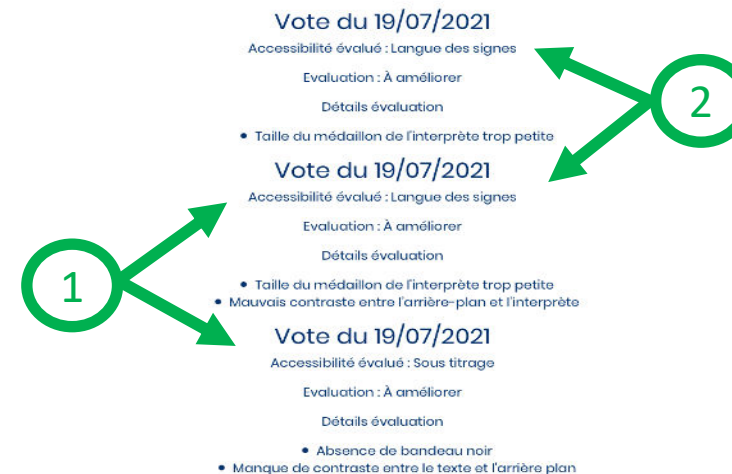 Vote du 19/07/2021
Accessibilité évalué : Langue des signes
Evaluation : À améliorer
Détails évaluation
• Taille du médaillon de l'interprète trop petite
2
Vote du 19/07/2021
Accessibilité évalué : Langue des signes
Evaluation : À améliorer
Détails évaluation
• Taille du médaillon de l'interprète trop petite
• Mauvais contraste entre l'arrière-plan et l'interprète
1
Vote du 19/07/2021
Accessibilité évalué : Sous titrage
Evaluation : À améliorer
Détails évaluation
• Absence de bandeau noir
• Manque de contraste entre le texte et l'arrière plan